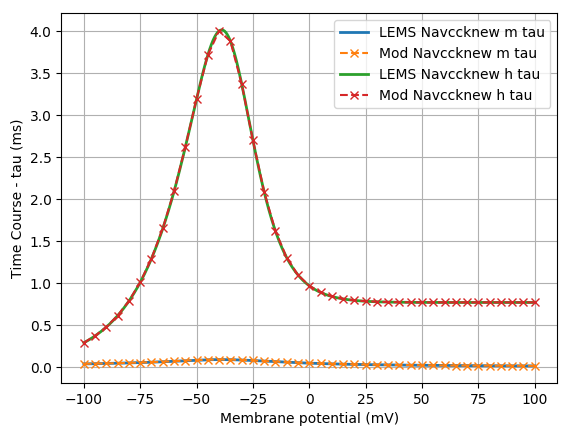 LEMS Navccknew m tau
Mod Navccknew m tau
LEMS Navccknew h tau
Mod Navccknew h tau
Time Course - tau (ms)
4.0
3.5
3.0
2.5
2.0
1.5
1.0
0.5
0.0
−100 −75 −50 −25 0 25 50 75 100
Membrane potential (mV)